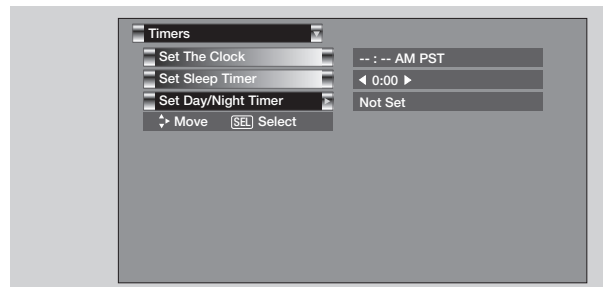 Timers
Set The Clock -- : -- AM PST
Set Sleep Timer ◀ 0:00 ▶
Set Day/Night Timer Not Set
Move SEL Select